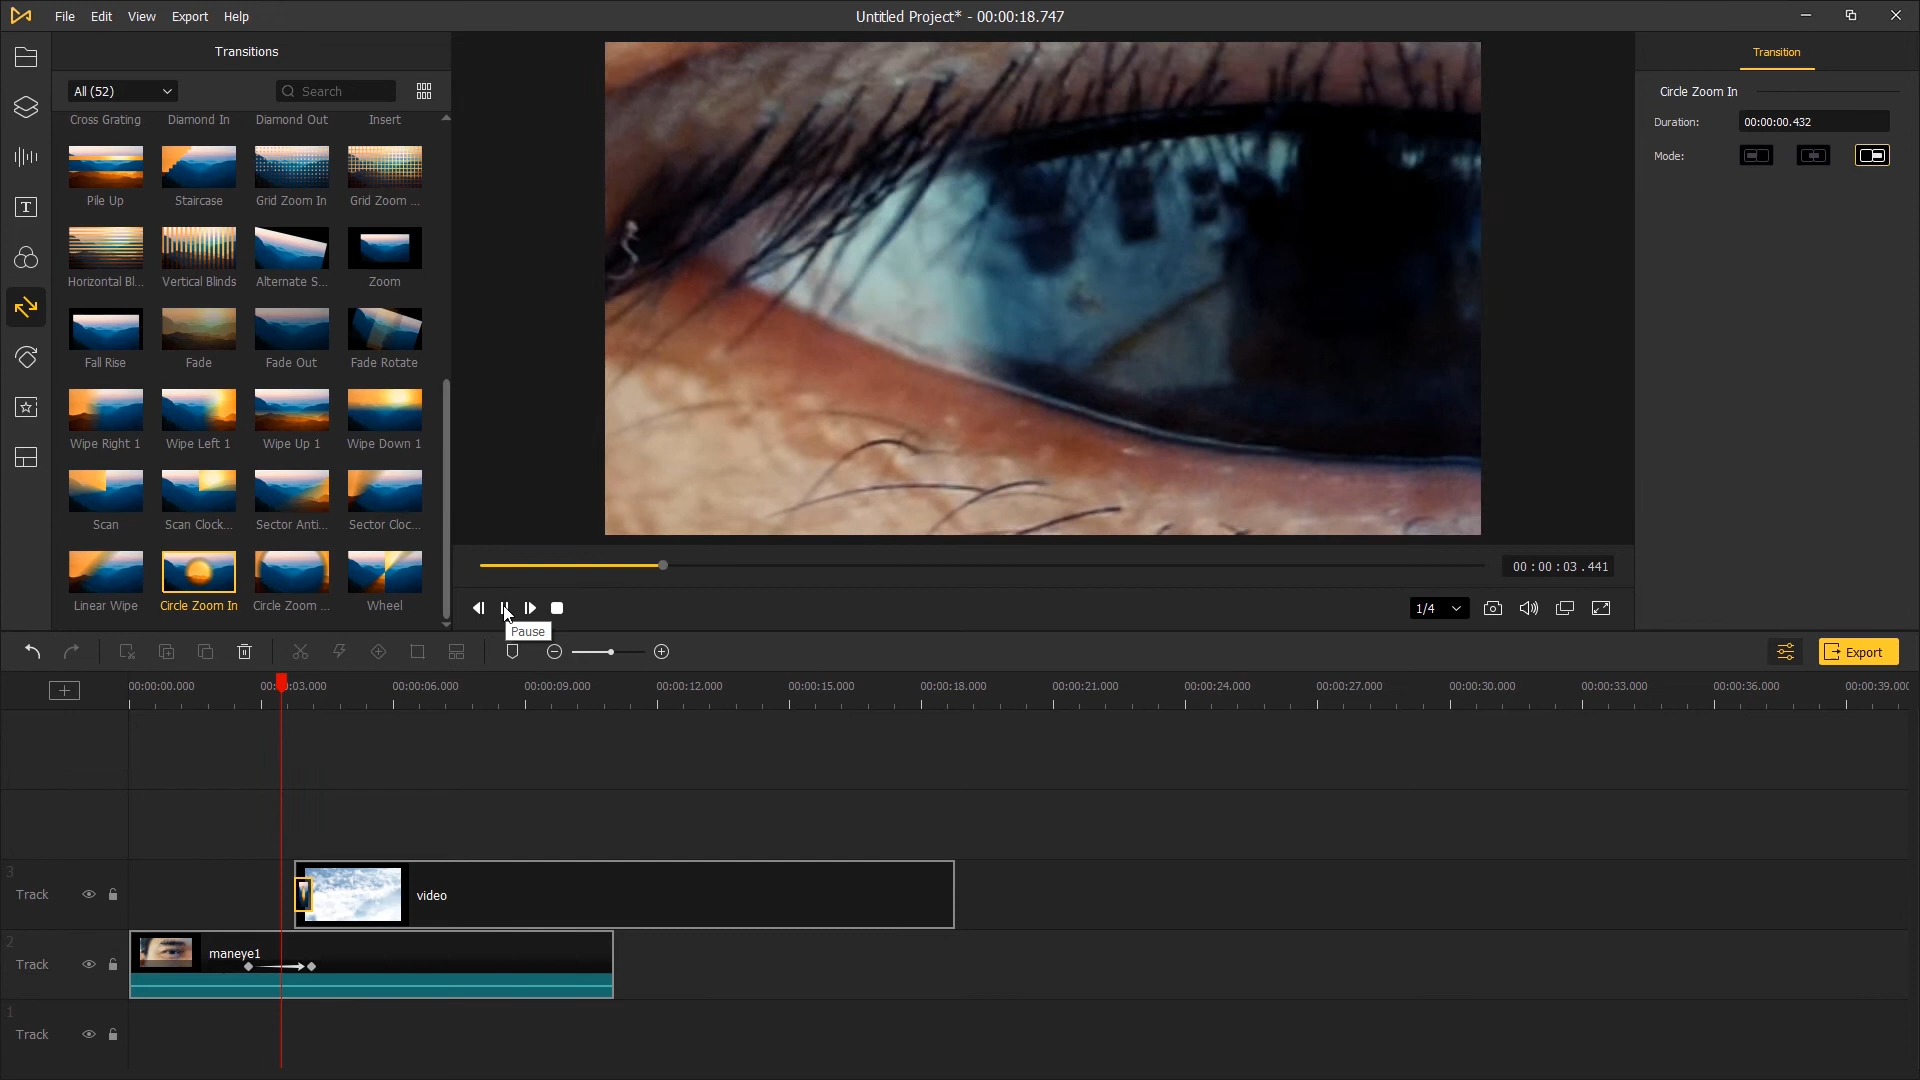 File Edit View Export Help
Untitled Project* - 00:00:18.747
Transitions
All (52)
Search
Cross Grating Diamond In Diamond Out Insert
Pile Up Staircase Grid Zoom In Grid Zoom ...
Horizontal Bl... Vertical Blinds Alternate S... Zoom
Fall Rise Fade Fade Out Fade Rotate
Wipe Right 1 Wipe Left 1 Wipe Up 1 Wipe Down 1
Scan Scan Clock... Sector Anti... Sector Cloc...
Linear Wipe Circle Zoom In Circle Zoom ... Wheel
Transition
Circle Zoom In
Duration: 00:00:00.432
Mode:
00 : 00 : 03 .441
1/4
Pause
Export
00:00:00.000 00: :03.000 00:00:06.000 00:00:09.000 00:00:12.000 00:00:15.000 00:00:18.000 00:00:21.000 00:00:24.000 00:00:27.000 00:00:30.000 00:00:33.000 00:00:36.000 00:00:39.000
3
Track
video
2
Track
maneye1
1
Track